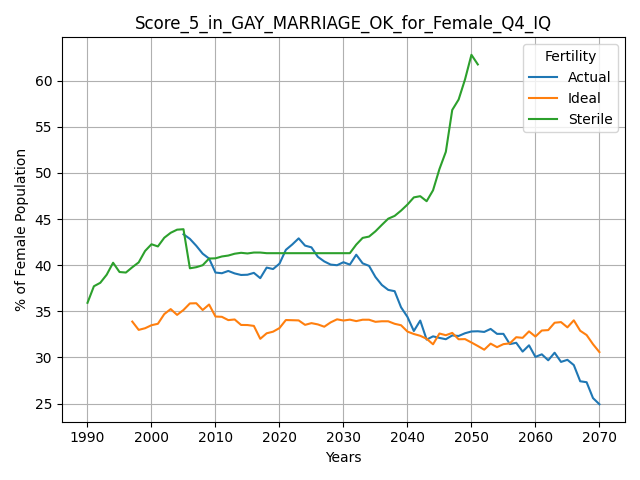 Score_5_in_GAY_MARRIAGE_OK_for_Female_Q4_IQ
Fertility
Actual
Ideal
Sterile
% of Female Population
60
55
50
45
40
35
30
25
1990 2000 2010 2020 2030 2040 2050 2060 2070
Years